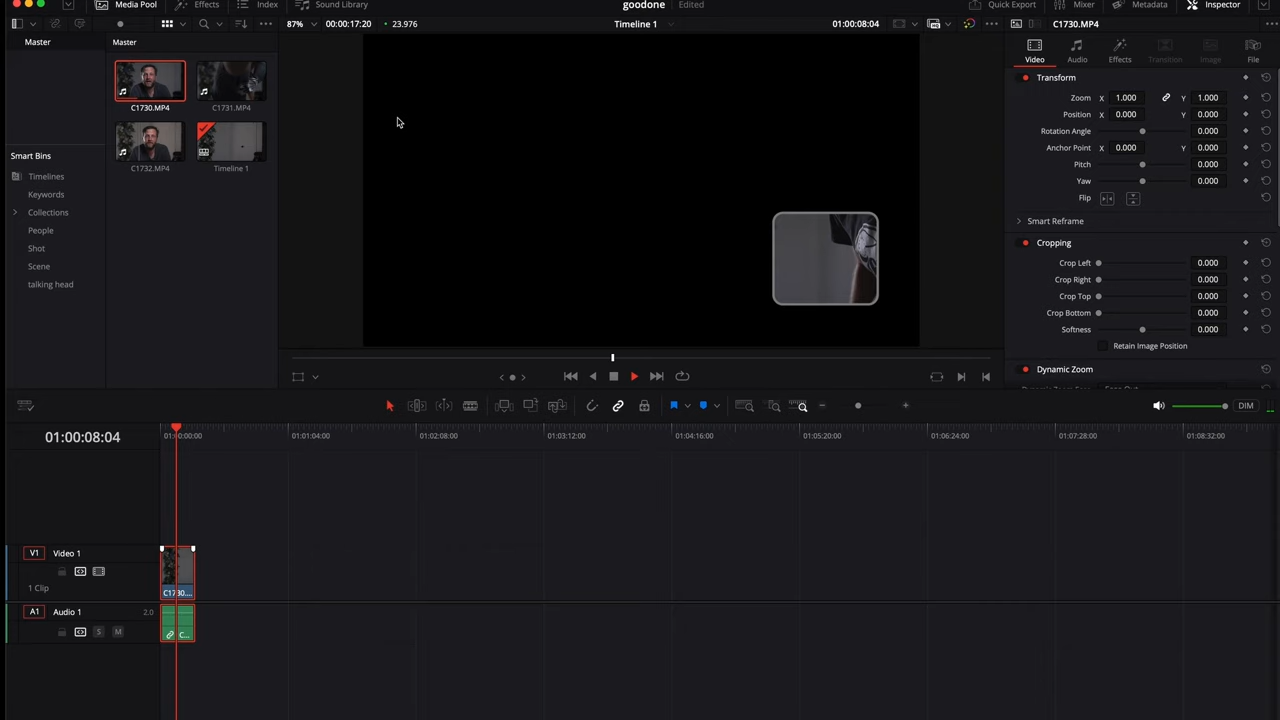 Media Pool Effects Index Sound Library goodone Edited Quick Export Mixer Metadata Inspector
87% 00:00:17:20 23.976 Timeline 1 01:00:08:04 C1730.MP4
Master Master
Video Audio Effects Transition Image File
C1730.MP4 C1731.MP4
C1732.MP4 Timeline 1
Smart Bins
Timelines
Keywords
Collections
People
Shot
Scene
talking head
Transform
Zoom X 1.000 Y 1.000
Position X 0.000 Y 0.000
Rotation Angle 0.000
Anchor Point X 0.000 Y 0.000
Pitch 0.000
Yaw 0.000
Flip
Smart Reframe
Cropping
Crop Left 0.000
Crop Right 0.000
Crop Top 0.000
Crop Bottom 0.000
Softness 0.000
Retain Image Position
Dynamic Zoom
DIM
01:00:08:04 01:00:00:00 01:01:04:00 01:02:08:00 01:03:12:00 01:04:16:00 01:05:20:00 01:06:24:00 01:07:28:00 01:08:32:00
V1 Video 1
1 Clip
C1730....
A1 Audio 1 2.0
S M
C...